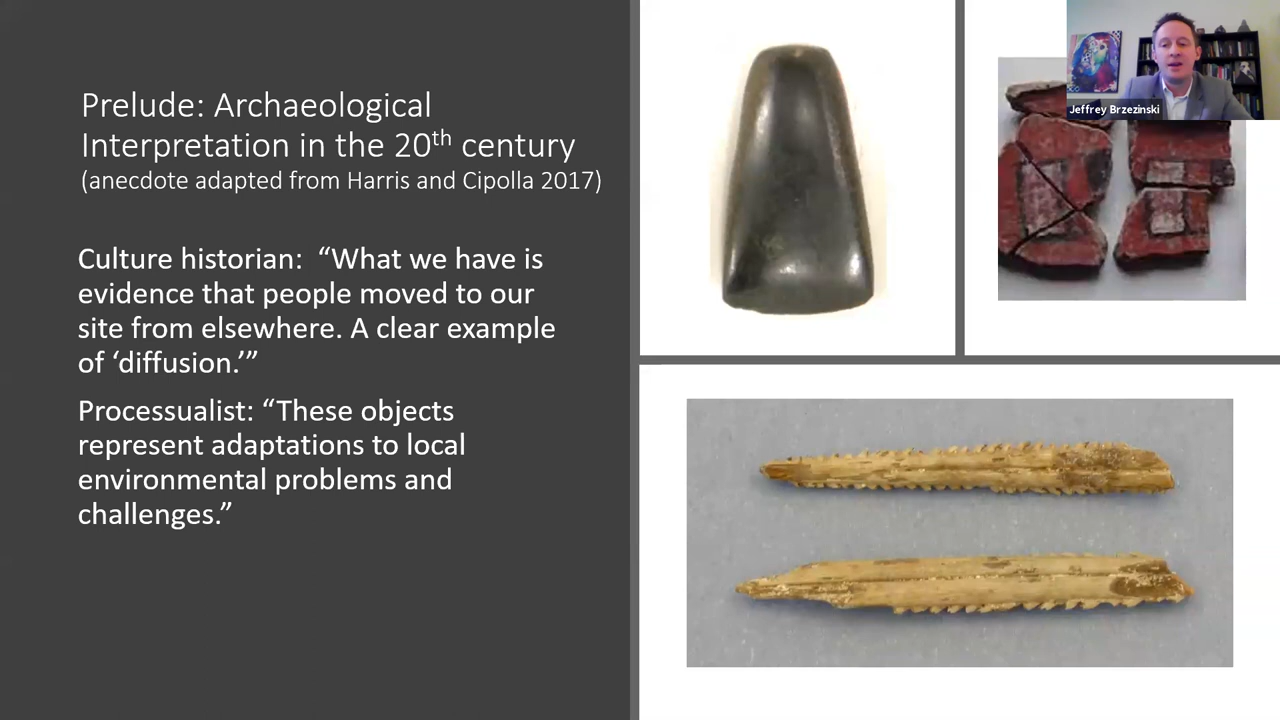 Prelude: Archaeological
Interpretation in the 20th century
(anecdote adapted from Harris and Cipolla 2017)
Culture historian:  “What we have is
evidence that people moved to our
site from elsewhere. A clear example
of ‘diffusion.’”
Processualist: “These objects
represent adaptations to local
environmental problems and
challenges.”
Jeffrey Brzezinski